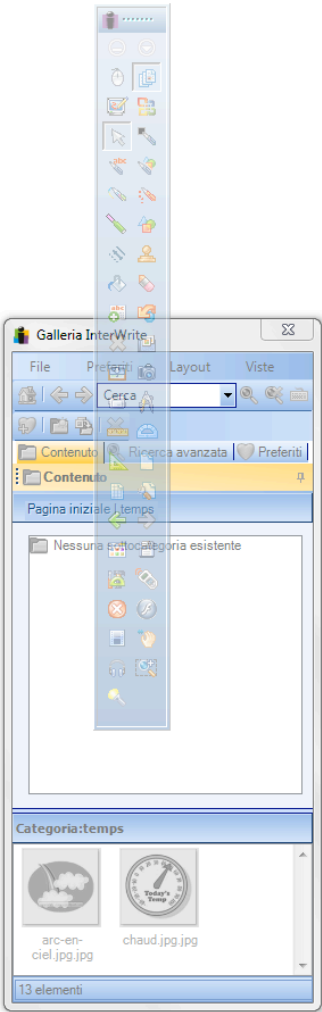 Galleria InterWrite
File Preferiti Layout Viste
Cerca
Contenuto Ricerca avanzata Preferiti
Contenuto
Pagina iniziale | temps
Nessuna sottocategoria esistente
Categoria:temps
Today's
Temp
arc-en-
ciel.jpg.jpg
chaud.jpg.jpg
13 elementi